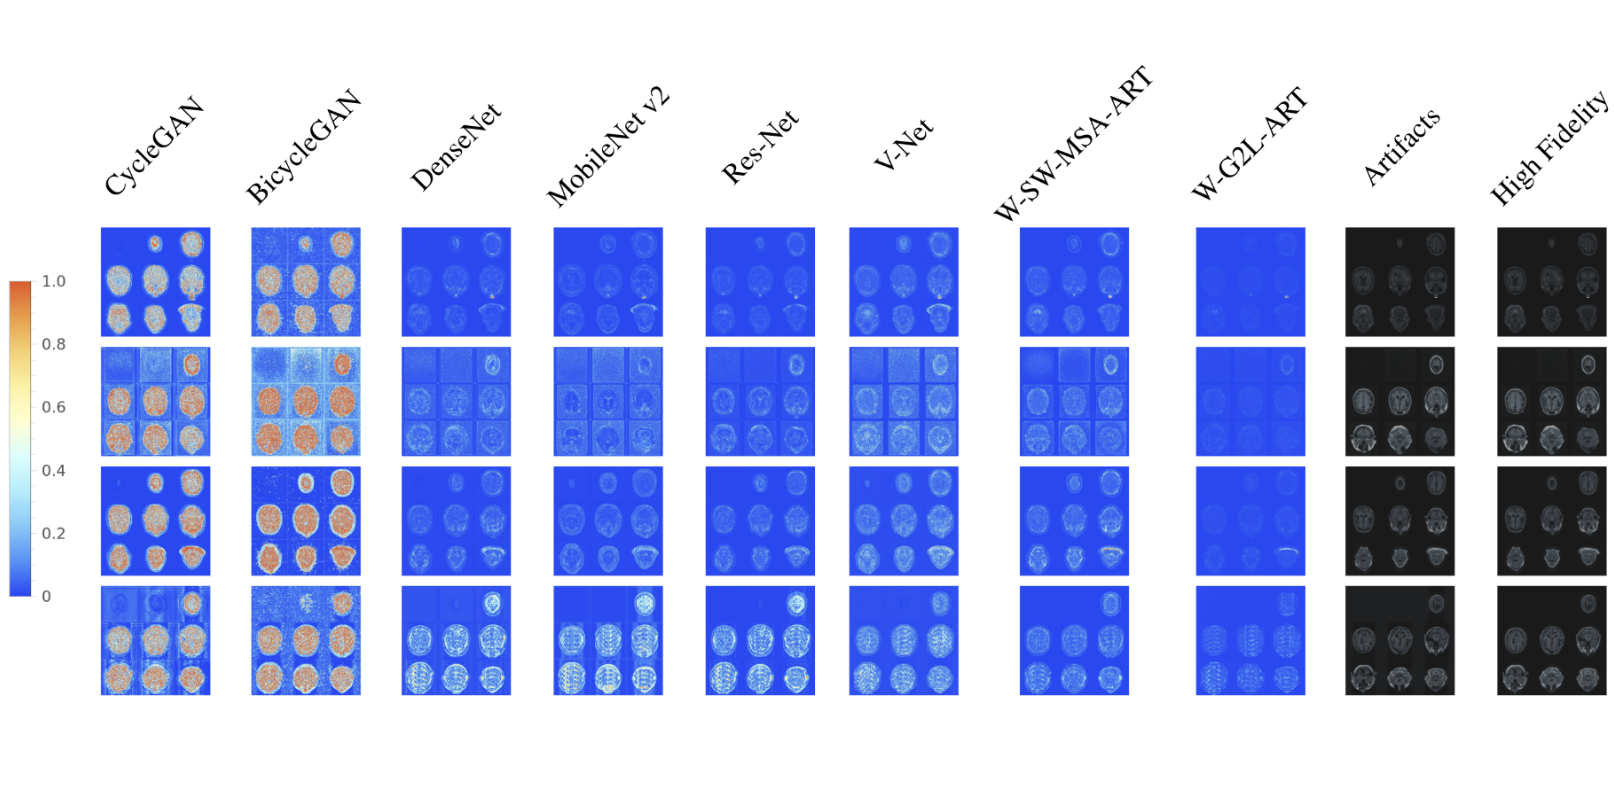 CycleGAN
BicycleGAN
DenseNet
MobileNet v2
Res-Net
V-Net
W-SW-MSA-ART
W-G2L-ART
Artifacts
High Fidelity
1.0
0.8
0.6
0.4
0.2
0